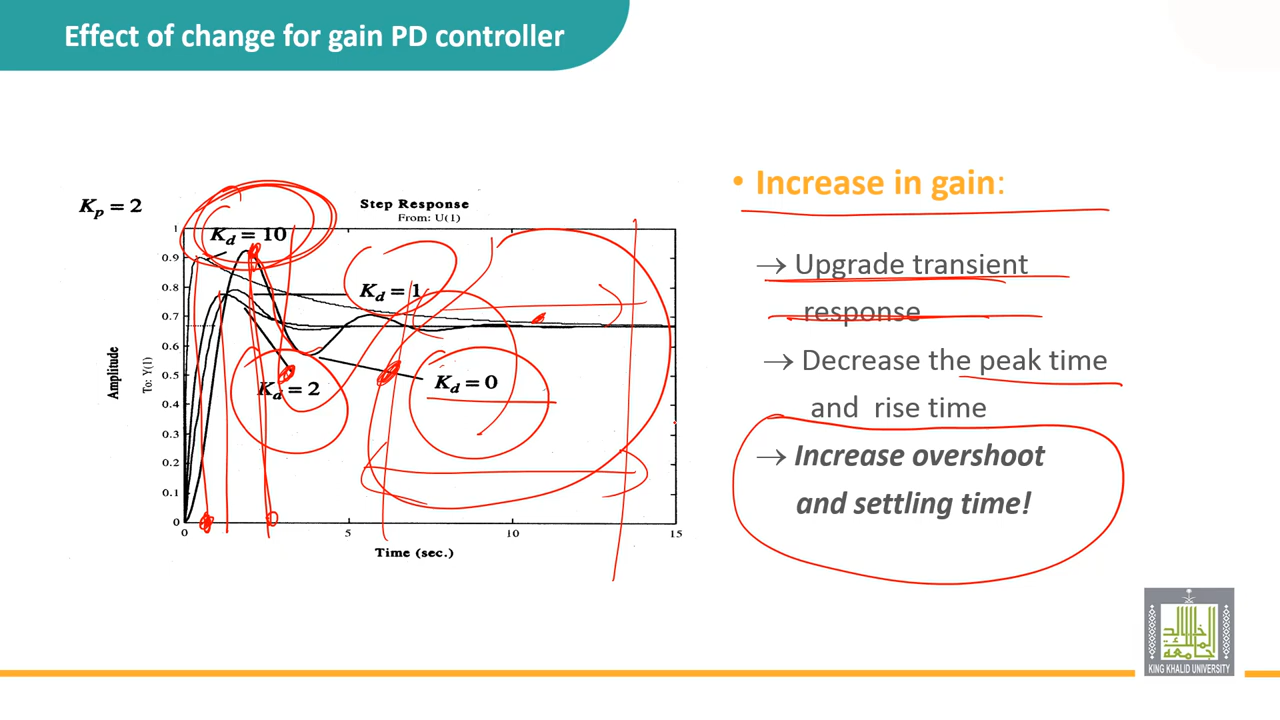 Effect of change for gain PD controller
Kp = 2
Step Response
From: U(1)
Kd = 10
Kd = 1
Kd = 2
Kd = 0
Amplitude
To: Y(1)
1
0.9
0.8
0.7
0.6
0.5
0.4
0.3
0.2
0.1
0
0
5
10
15
Time (sec.)
• Increase in gain:
→ Upgrade transient
response
→ Decrease the peak time
and rise time
→ Increase overshoot
and settling time!
جامعة الملك خالد
KING KHALID UNIVERSITY